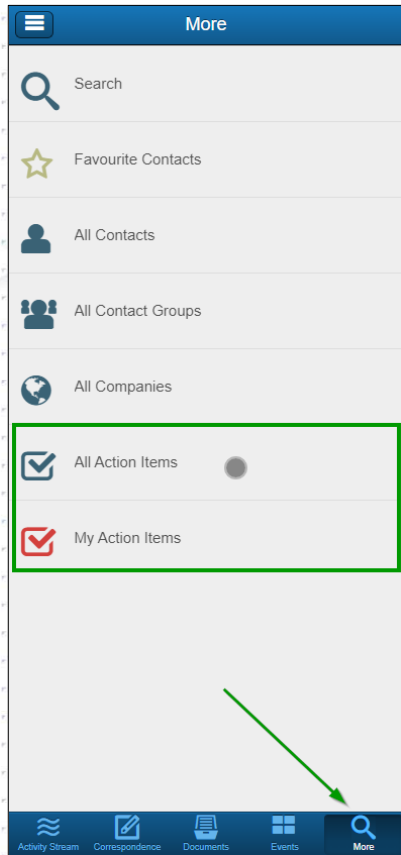 More
Search
Favourite Contacts
All Contacts
All Contact Groups
All Companies
All Action Items
My Action Items
Activity Stream Correspondence Documents Events More